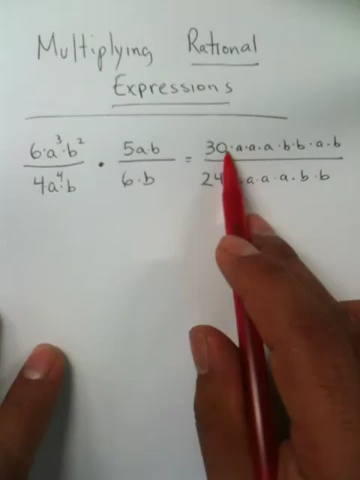 Multiplying Rational
Expressions
6·a³·b² / 4a⁴·b · 5a·b / 6·b = 30·a·a·a·b·b·a·b / 24·a·a·a·b·b